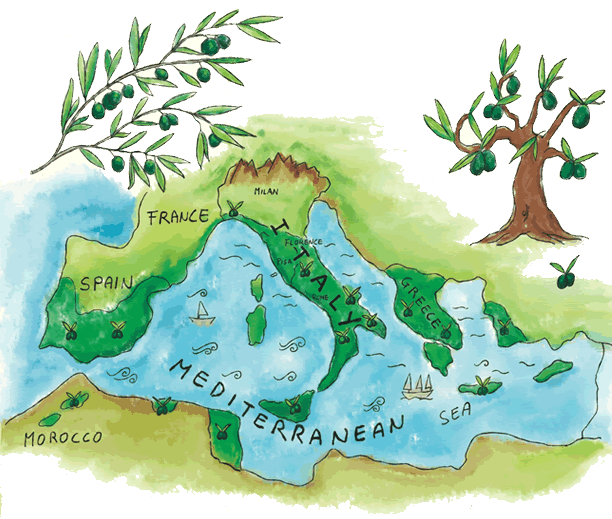 MILAN
FRANCE
FLORENCE
PISA
ITALY
SPAIN
ROME
GREECE
MEDITERRANEAN
SEA
MOROCCO